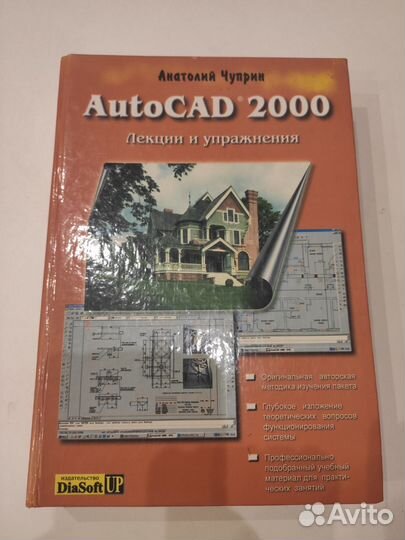 Анатолий Чуприн
AutoCAD® 2000
Лекции и упражнения
Оригинальная авторская
методика изучения пакета
Глубокое изложение
теоретических вопросов
функционирования
системы
Профессионально
подобранный учебный
материал для практи-
ческих занятий
издательство
DiaSoft UP
Avito